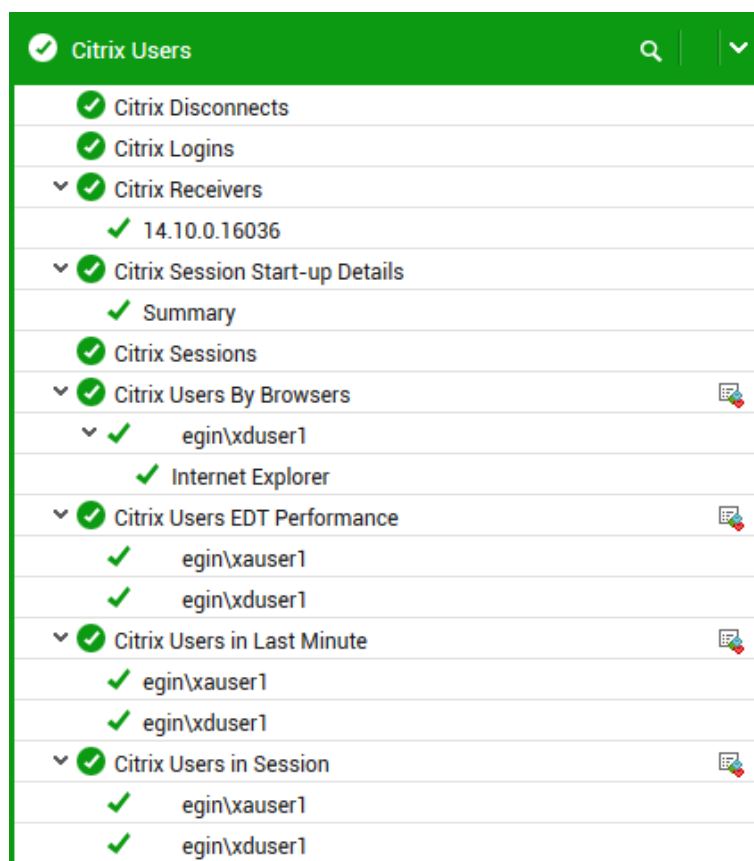 Citrix Users
Citrix Disconnects
Citrix Logins
Citrix Receivers
14.10.0.16036
Citrix Session Start-up Details
Summary
Citrix Sessions
Citrix Users By Browsers
egin\xduser1
Internet Explorer
Citrix Users EDT Performance
egin\xauser1
egin\xduser1
Citrix Users in Last Minute
egin\xauser1
egin\xduser1
Citrix Users in Session
egin\xauser1
egin\xduser1